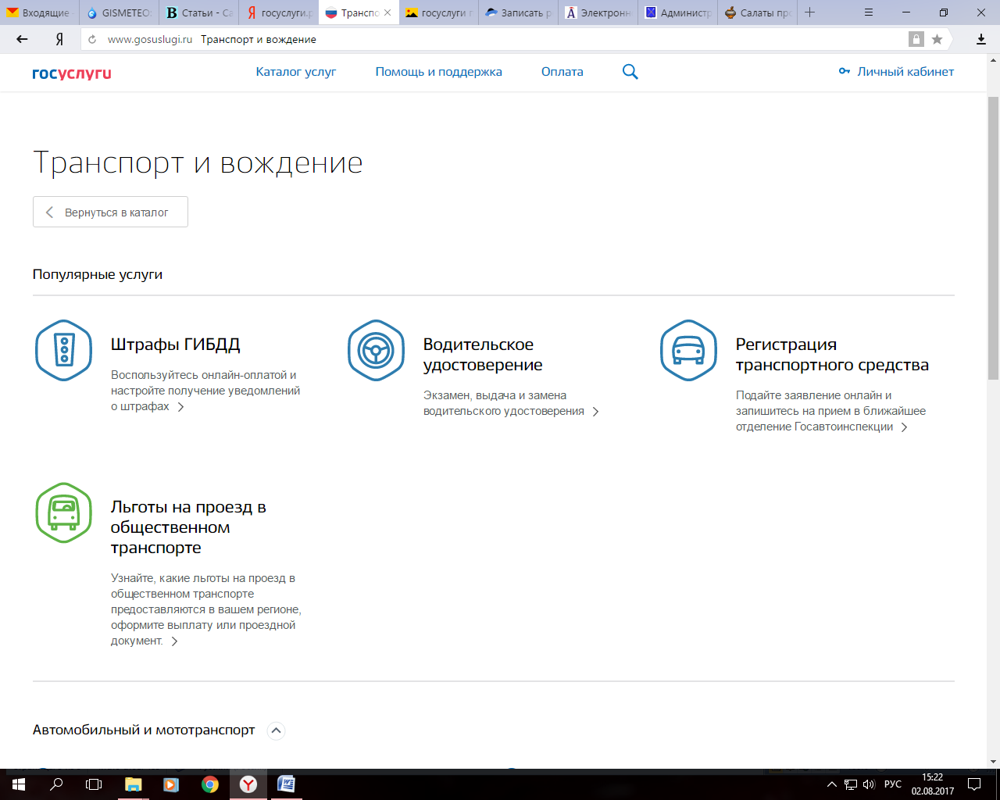 Входящие
GISMETEO:
В Статьи - Са
Я госуслуги.р
Трансло
госуслуги г
Записать р
Электронн
Администр
Салаты про
Я www.gosuslugi.ru Транспорт и вождение
госуслуги Каталог услуг Помощь и поддержка Оплата Личный кабинет
Транспорт и вождение
Вернуться в каталог
Популярные услуги
Штрафы ГИБДД
Воспользуйтесь онлайн-оплатой и
настройте получение уведомлений
о штрафах
Водительское
удостоверение
Экзамен, выдача и замена
водительского удостоверения
Регистрация
транспортного средства
Подайте заявление онлайн и
запишитесь на прием в ближайшее
отделение Госавтоинспекции
Льготы на проезд в
общественном
транспорте
Узнайте, какие льготы на проезд в
общественном транспорте
предоставляются в вашем регионе,
оформите выплату или проездной
документ.
Автомобильный и мототранспорт
РУС
15:22
02.08.2017